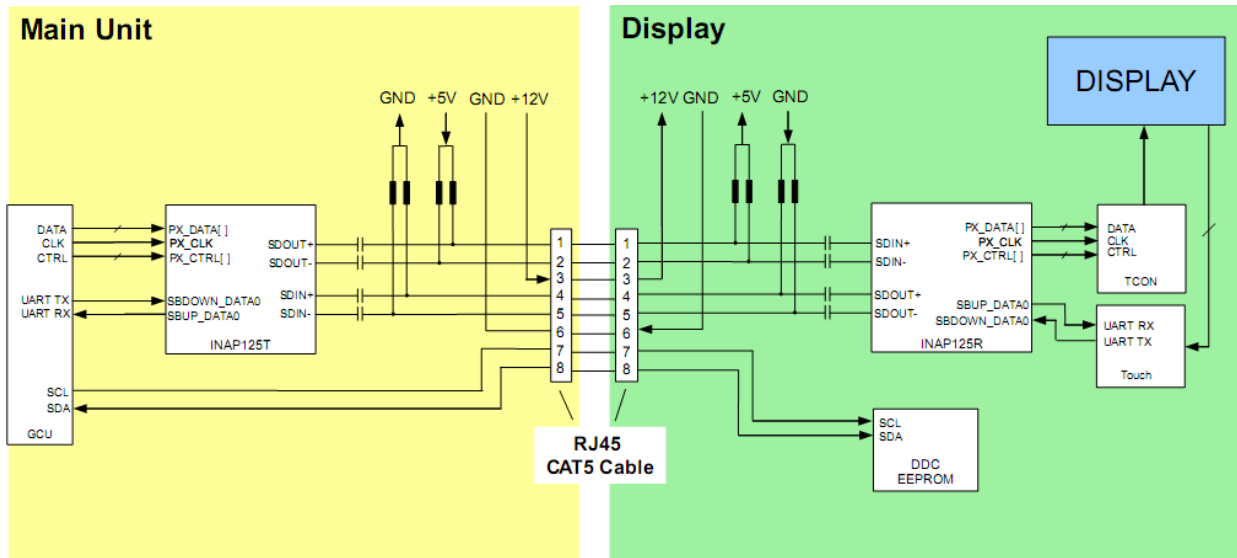 Main Unit
Display
DISPLAY
GND +5V GND +12V
+12V GND +5V GND
DATA
CLK
CTRL
UART TX
UART RX
SCL
SDA
GCU
PX_DATA[ ]
PX_CLK
PX_CTRL[ ]
SBDOWN_DATA0
SBUP_DATA0
SDOUT+
SDOUT-
SDIN+
SDIN-
INAP125T
1
2
3
4
5
6
7
8
1
2
3
4
5
6
7
8
RJ45
CAT5 Cable
SDIN+
SDIN-
SDOUT+
SDOUT-
PX_DATA[ ]
PX_CLK
PX_CTRL[ ]
SBUP_DATA0
SBDOWN_DATA0
INAP125R
DATA
CLK
CTRL
TCON
UART RX
UART TX
Touch
SCL
SDA
DDC
EEPROM